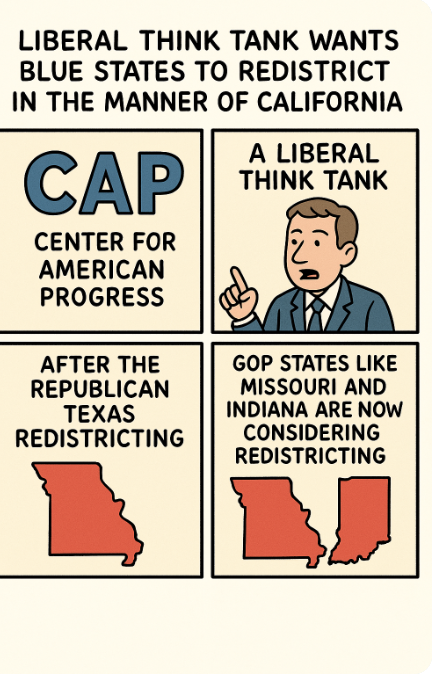 LIBERAL THINK TANK WANTS
BLUE STATES TO REDISTRICT
IN THE MANNER OF CALIFORNIA
CAP
CENTER FOR
AMERICAN
PROGRESS
A LIBERAL
THINK TANK
AFTER THE
REPUBLICAN
TEXAS
REDISTRICTING
GOP STATES LIKE
MISSOURI AND
INDIANA ARE NOW
CONSIDERING
REDISTRICTING